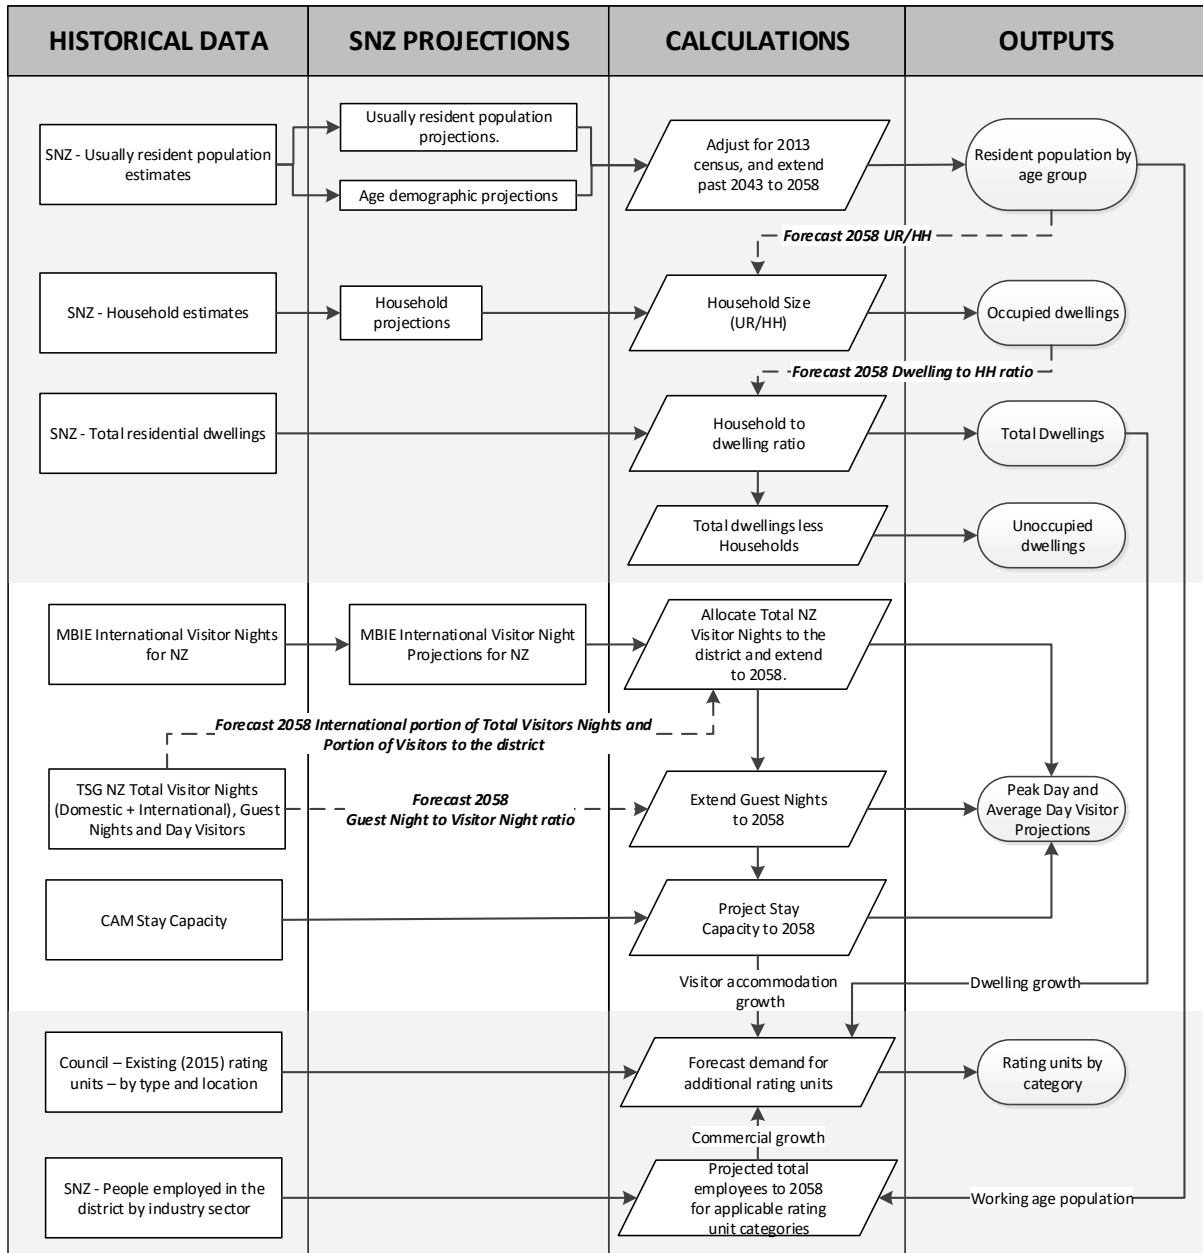 HISTORICAL DATA
SNZ PROJECTIONS
CALCULATIONS
OUTPUTS
SNZ - Usually resident population
estimates
Usually resident population
projections.
Age demographic projections
Adjust for 2013
census, and extend
past 2043 to 2058
Resident population by
age group
Forecast 2058 UR/HH
SNZ - Household estimates
Household
projections
Household Size
(UR/HH)
Occupied dwellings
Forecast 2058 Dwelling to HH ratio
SNZ - Total residential dwellings
Household to
dwelling ratio
Total Dwellings
Total dwellings less
Households
Unoccupied
dwellings
MBIE International Visitor Nights
for NZ
MBIE International Visitor Night
Projections for NZ
Allocate Total NZ
Visitor Nights to the
district and extend
to 2058.
Forecast 2058 International portion of Total Visitors Nights and
Portion of Visitors to the district
TSG NZ Total Visitor Nights
(Domestic + International), Guest
Nights and Day Visitors
Forecast 2058
Guest Night to Visitor Night ratio
Extend Guest Nights
to 2058
Peak Day and
Average Day Visitor
Projections
CAM Stay Capacity
Project Stay
Capacity to 2058
Visitor accommodation
growth
Dwelling growth
Council – Existing (2015) rating
units – by type and location
Forecast demand for
additional rating units
Rating units by
category
Commercial growth
SNZ - People employed in the
district by industry sector
Projected total
employees to 2058
for applicable rating
unit categories
Working age population